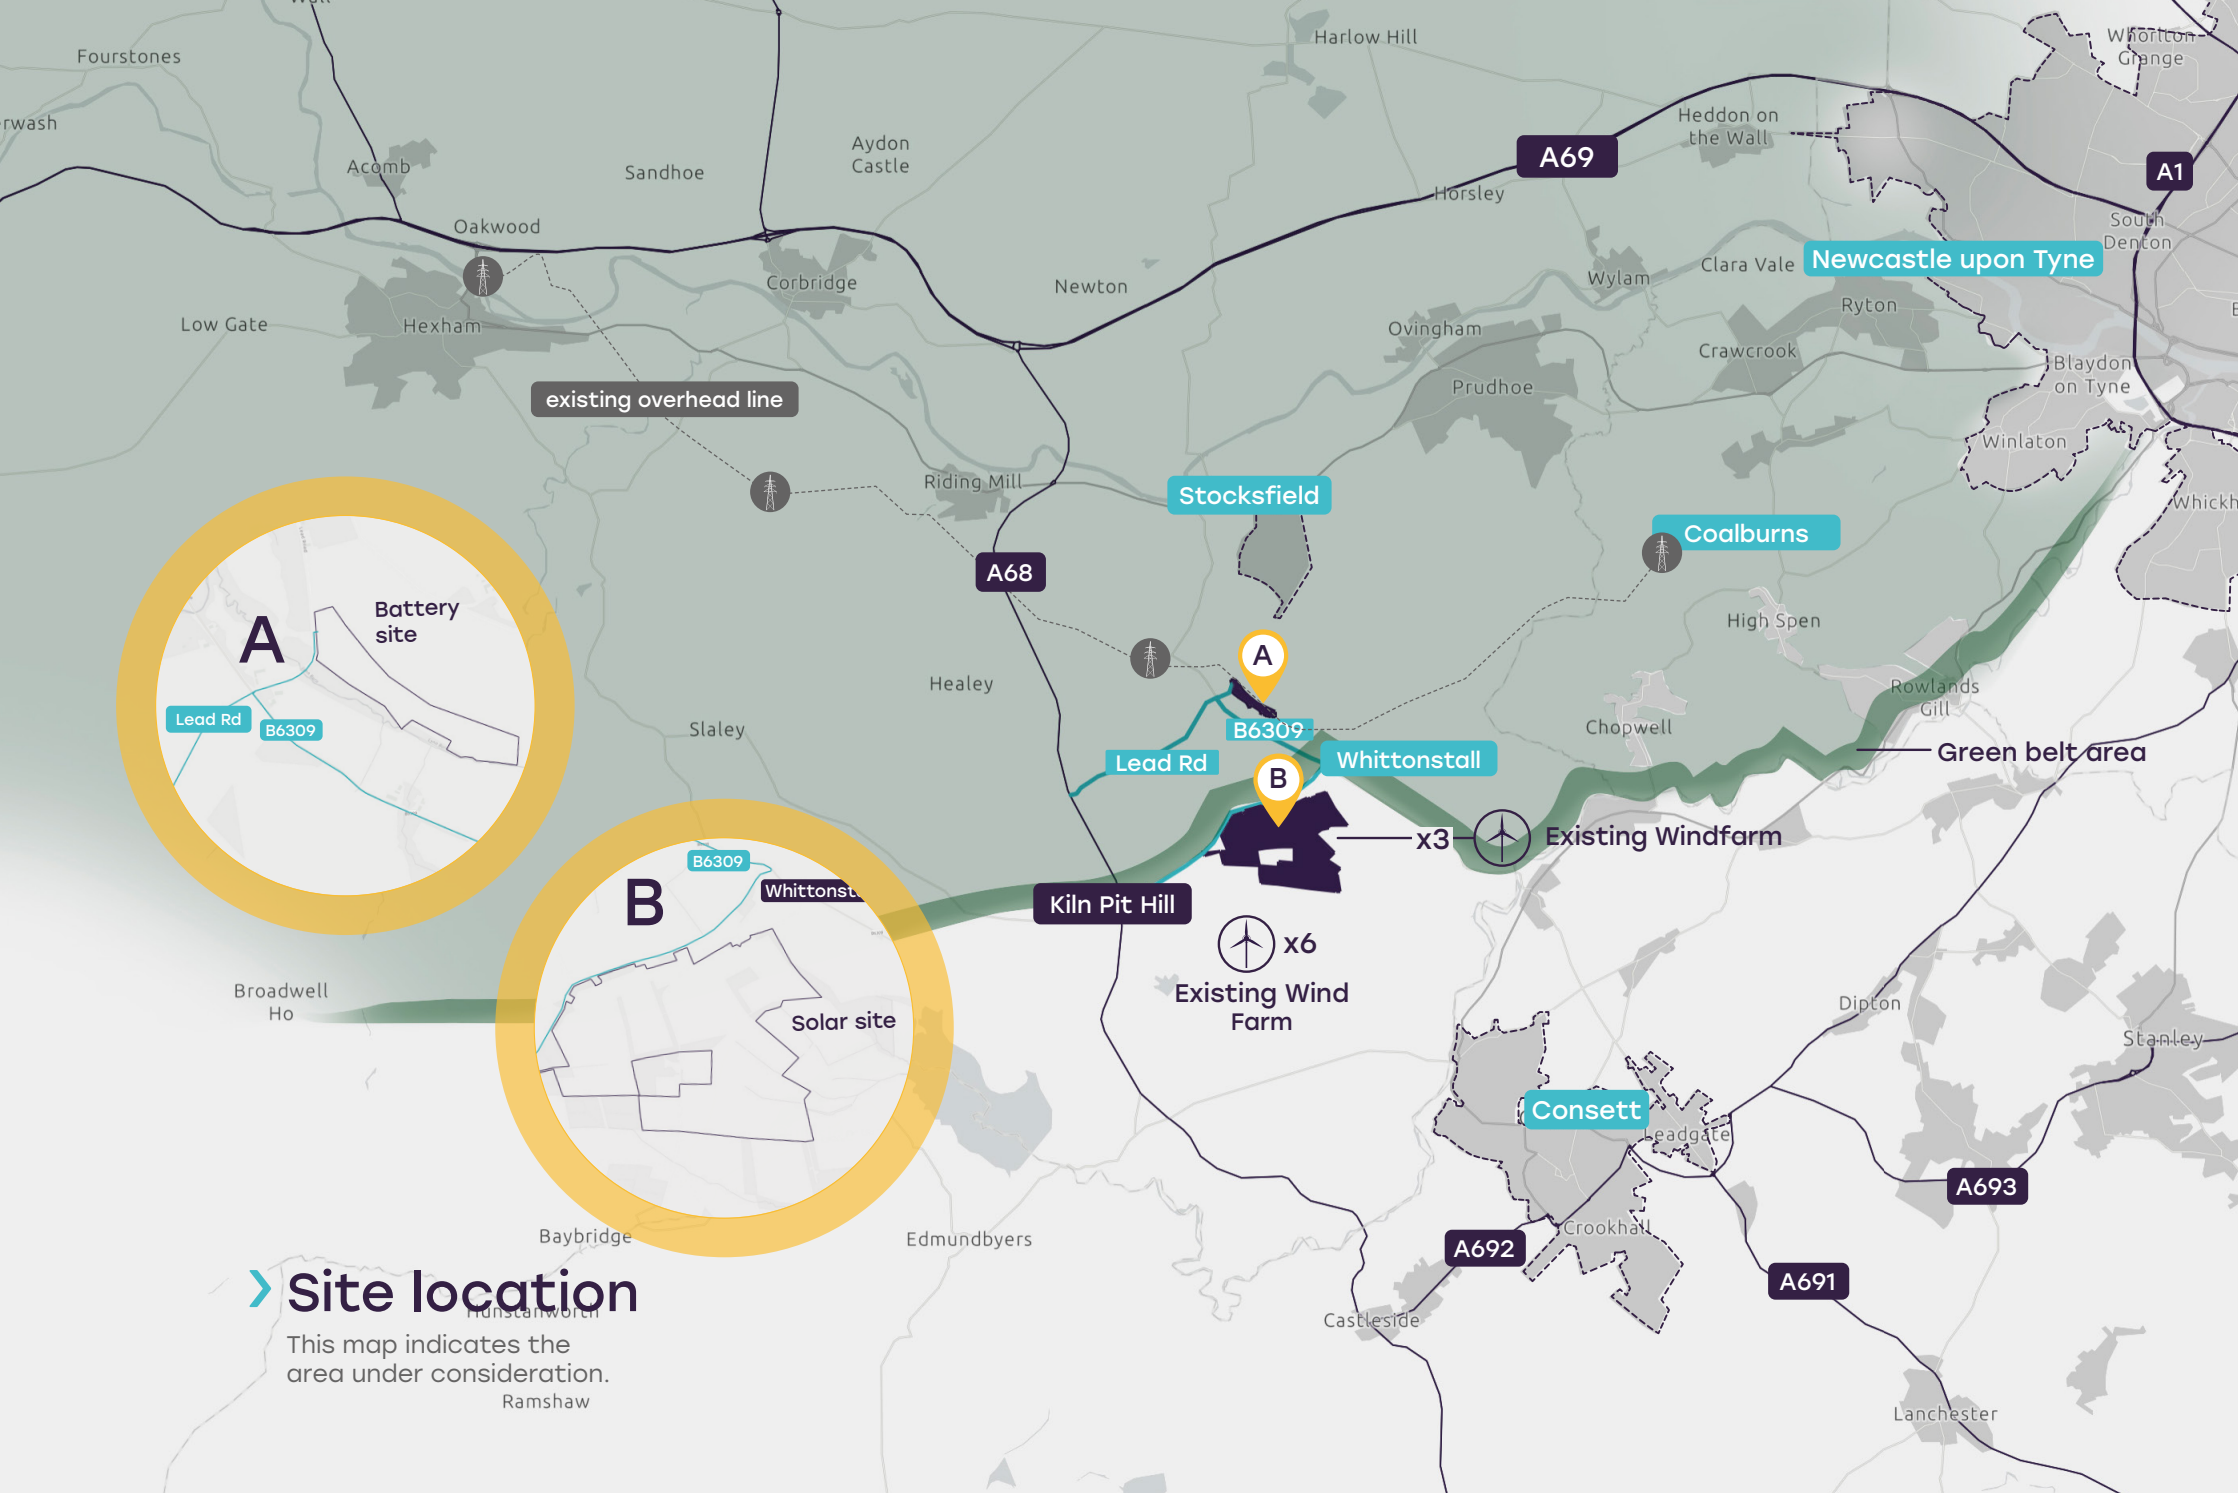 Wall
Harlow Hill
Whorlton
Grange
Fourstones
Heddon on
the Wall
erwash
Aydon
Castle
A69
Acomb
Sandhoe
A1
Horsley
South
Denton
Oakwood
Newcastle upon Tyne
Clara Vale
Wylam
Corbridge
Newton
Ryton
Low Gate
Hexham
Ovingham
Crawcrook
Blaydon
on Tyne
Prudhoe
existing overhead line
Winlaton
Riding Mill
Stocksfield
Whickh
Coalburns
A68
Battery
site
A
High Spen
A
Healey
Rowlands
Gill
Lead Rd
B6309
Slaley
B6309
Chopwell
Lead Rd
Whittonstall
Green belt area
B
x3
Existing Windfarm
B6309
Whittonst
B
Kiln Pit Hill
x6
Existing Wind
Farm
Broadwell
Ho
Solar site
Dipton
Stanley
Consett
Leadgate
A693
Crookhall
Baybridge
Edmundbyers
A692
A691
Site location
Hunstanworth
Castleside
This map indicates the
area under consideration.
Ramshaw
Lanchester